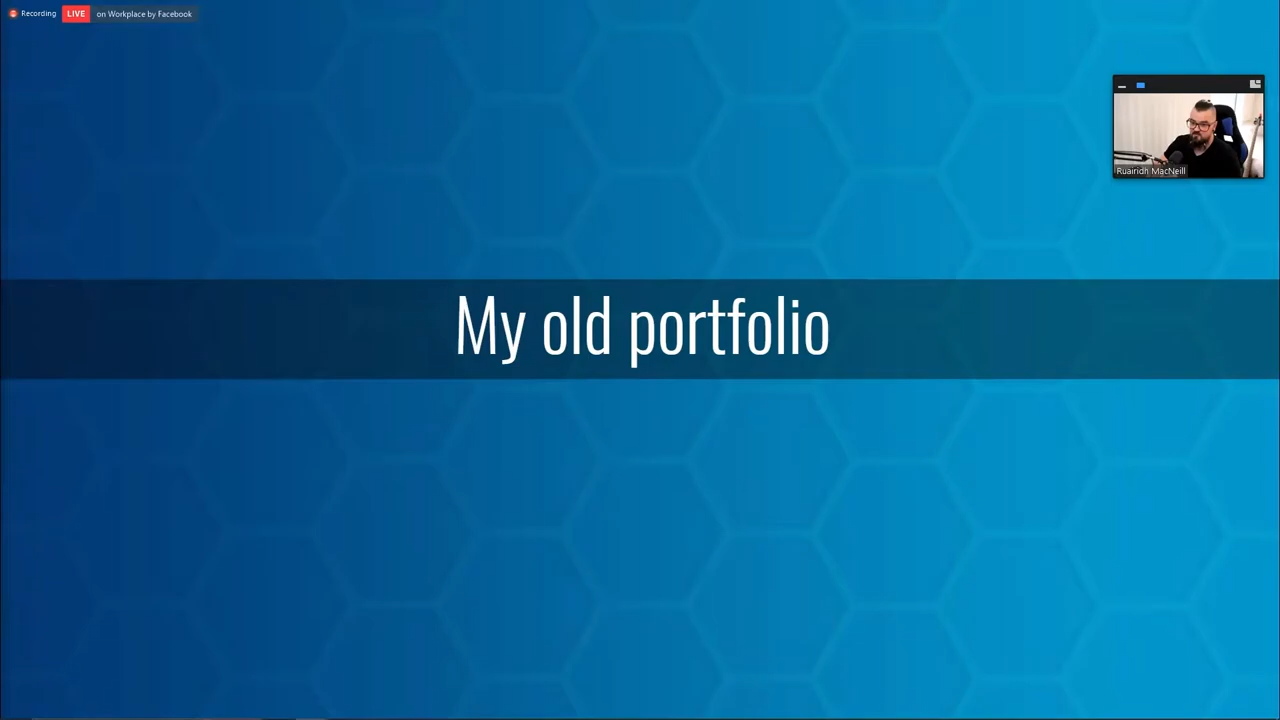 Recording
LIVE
on Workplace by Facebook
Ruairidh MacNeill
My old portfolio